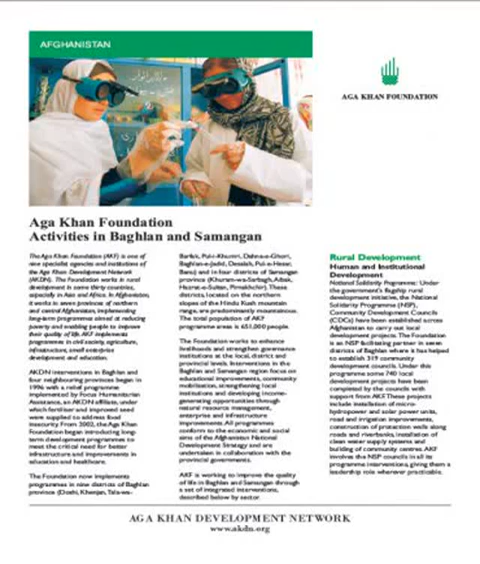 AFGHANISTAN
AGA KHAN FOUNDATION
Aga Khan Foundation
Activities in Baghlan and Samangan
The Aga Khan Foundation (AKF) is one of
nine specialist agencies and institutions of
the Aga Khan Development Network
(AKDN). The Foundation works in rural
development in some thirty countries,
especially in Asia and Africa. In Afghanistan,
it works in seven provinces of northern
and central Afghanistan, implementing
long-term programmes aimed at reducing
poverty and enabling people to improve
their quality of life. AKF implements
programmes in civil society, agriculture,
infrastructure, small enterprise
development and education.
AKDN interventions in Baghlan and
four neighbouring provinces began in
1996 with a relief programme
implemented by Focus Humanitarian
Assistance, an AKDN affiliate, under
which fertiliser and improved seed
were supplied to address food
insecurity. From 2002, the Aga Khan
Foundation began introducing long-
term development programmes to
meet the critical need for better
infrastructure and improvements in
education and healthcare.
The Foundation now implements
programmes in nine districts of Baghlan
province (Doshi, Khenjan, Tala-wa-
Barfak, Pul-i-Khumri, Dahna-e-Ghori,
Baghlan-e-Jadid, Deosalah, Pul-e-Hesar,
Banu) and in four districts of Samangan
province (Khuram-wa-Sarbagh, Aibak,
Hazrat-e-Sultan, Pirnakhchir). These
districts, located on the northern
slopes of the Hindu Kush mountain
range, are predominantly mountainous.
The total population of AKF
programme areas is 651,000 people.
The Foundation works to enhance
livelihoods and strengthen governance
institutions at the local, district and
provincial levels. Interventions in the
Baghlan and Samangan region focus on
educational improvements, community
mobilisation, strengthening local
institutions and developing income-
generating opportunities through
natural resource management,
enterprise and infrastructure
improvements. All programmes
conform to the economic and social
aims of the Afghanistan National
Development Strategy and are
undertaken in collaboration with the
provincial governments.
AKF is working to improve the quality
of life in Baghlan and Samangan through
a set of integrated interventions,
described below by sector.
Rural Development
Human and Institutional
Development
National Solidarity Programme: Under
the government's flagship rural
development initiative, the National
Solidarity Programme (NSP),
Community Development Councils
(CDCs) have been established across
Afghanistan to carry out local
development projects. The Foundation
is an NSP facilitating partner in seven
districts of Baghlan where it has helped
to establish 319 community
development councils. Under this
programme some 740 local
development projects have been
completed by the councils with
support from AKF. These projects
include installation of micro-
hydropower and solar power units,
road and irrigation improvements,
construction of protection walls along
roads and riverbanks, installation of
clean water supply systems and
building of community centres. AKF
involves the NSP councils in all its
programme interventions, giving them a
leadership role wherever practicable.
AGA KHAN DEVELOPMENT NETWORK
www.akdn.org